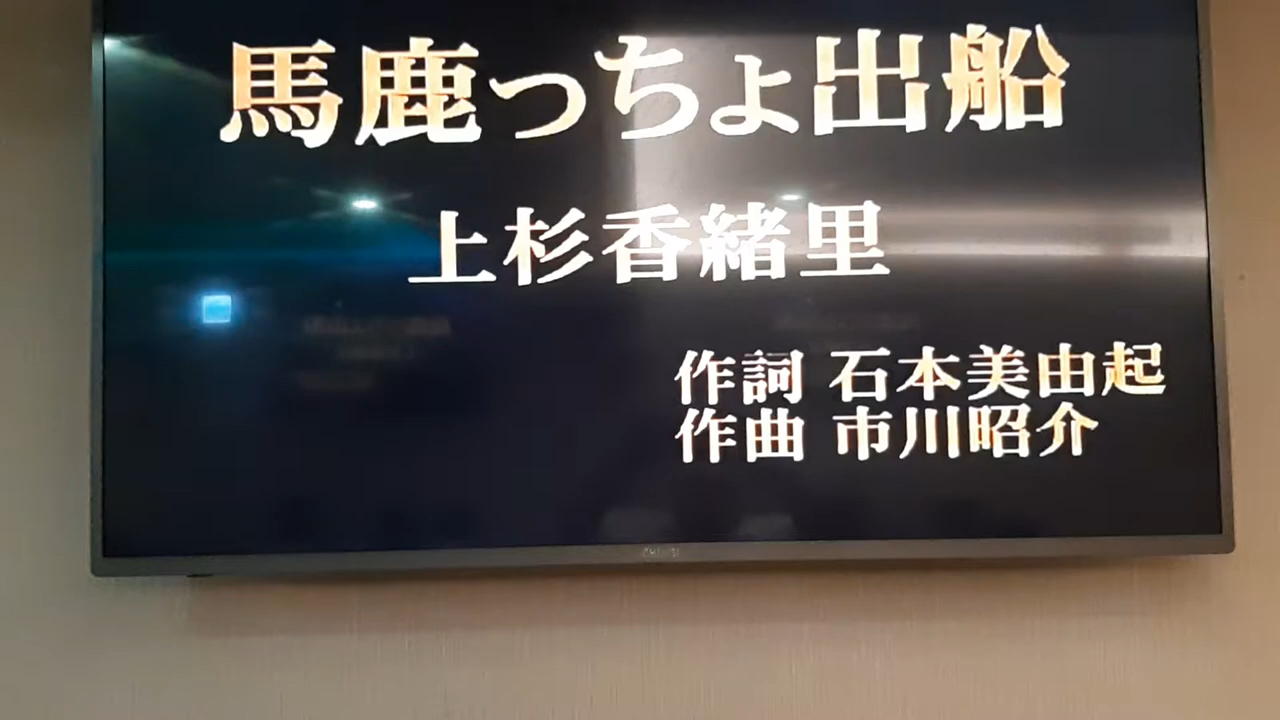 馬鹿っちょ出船
上杉香緒里
作詞 石本美由起
作曲 市川昭介